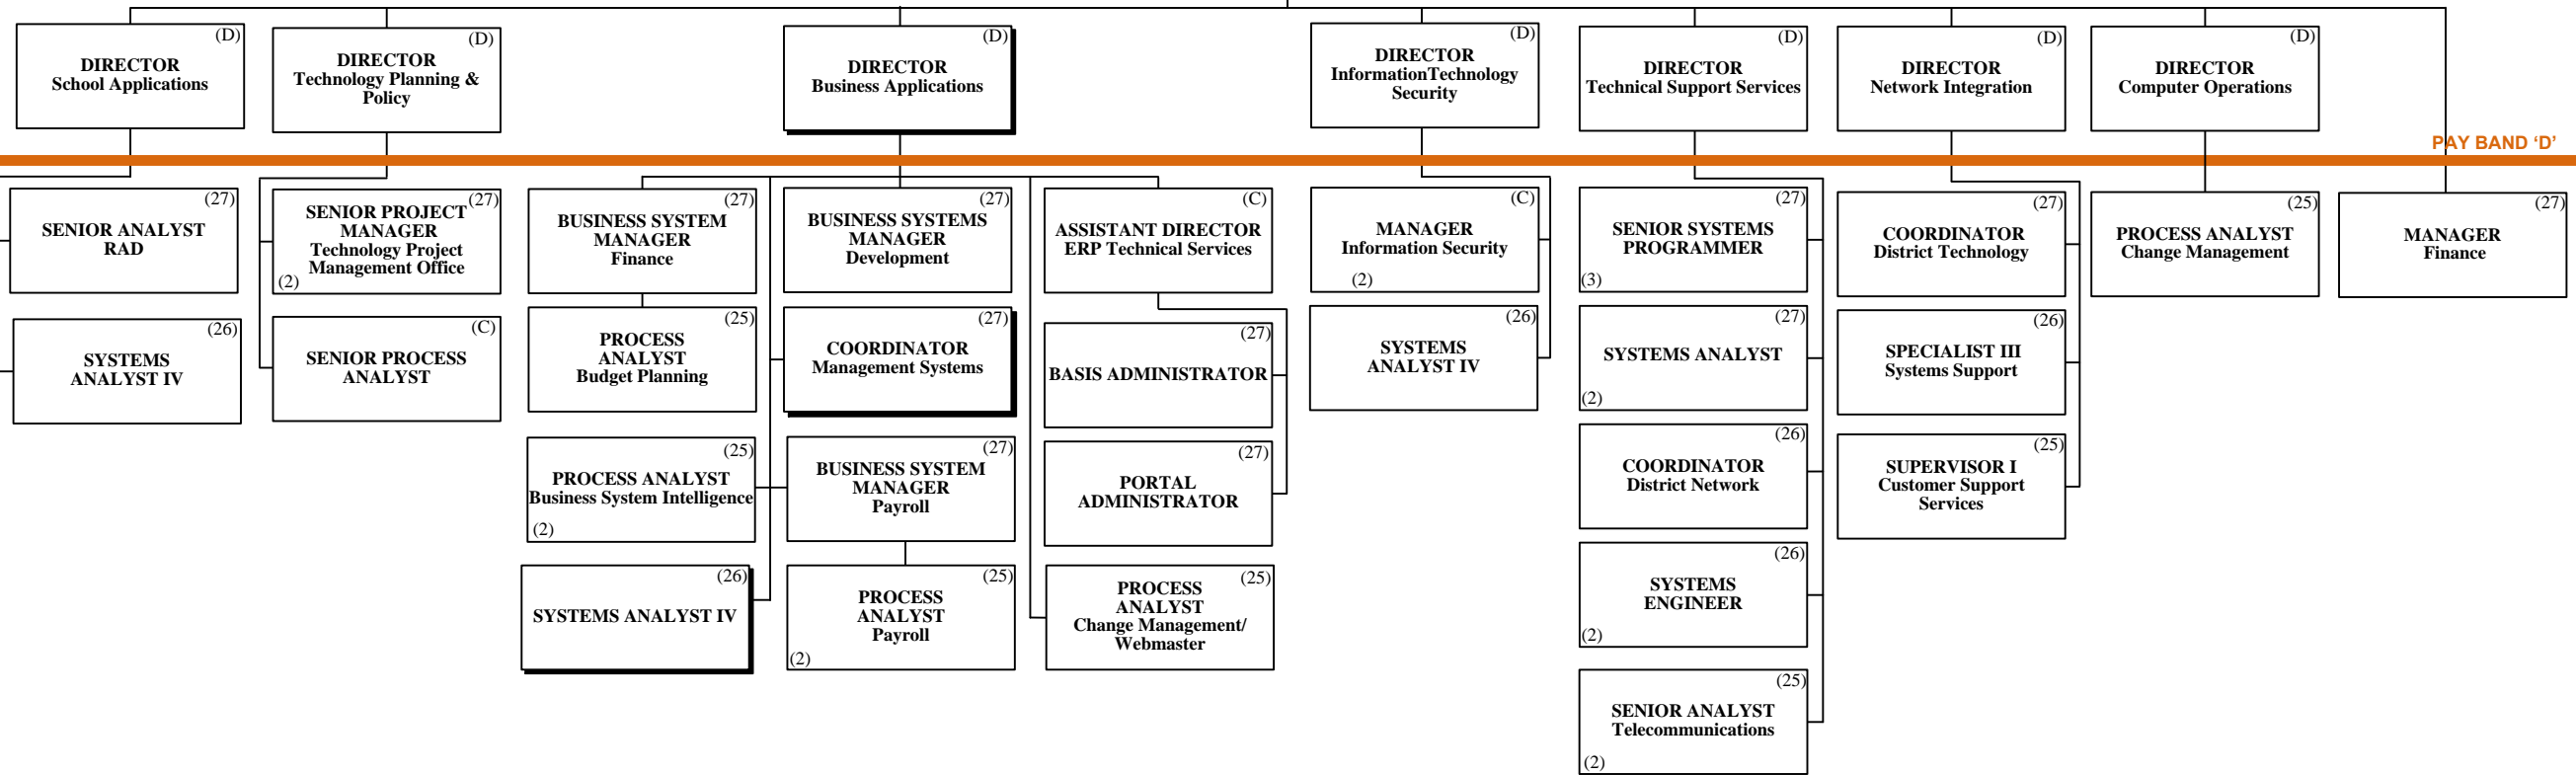 (D)
DIRECTOR
School Applications
(D)
DIRECTOR
Technology Planning &
Policy
(D)
DIRECTOR
Business Applications
(D)
DIRECTOR
InformationTechnology
Security
(D)
DIRECTOR
Technical Support Services
(D)
DIRECTOR
Network Integration
(D)
DIRECTOR
Computer Operations
PAY BAND ‘D’
(27)
SENIOR ANALYST
RAD
(27)
SENIOR PROJECT
MANAGER
Technology Project
Management Office
(2)
(27)
BUSINESS SYSTEM
MANAGER
Finance
(27)
BUSINESS SYSTEMS
MANAGER
Development
(C)
ASSISTANT DIRECTOR
ERP Technical Services
(C)
MANAGER
Information Security
(2)
(27)
SENIOR SYSTEMS
PROGRAMMER
(3)
(27)
COORDINATOR
District Technology
(25)
PROCESS ANALYST
Change Management
(27)
MANAGER
Finance
(26)
SYSTEMS
ANALYST IV
(C)
SENIOR PROCESS
ANALYST
(25)
PROCESS
ANALYST
Budget Planning
(27)
COORDINATOR
Management Systems
(27)
BASIS ADMINISTRATOR
(26)
SYSTEMS
ANALYST IV
(27)
SYSTEMS ANALYST
(2)
(26)
SPECIALIST III
Systems Support
(25)
PROCESS ANALYST
Business System Intelligence
(2)
(27)
BUSINESS SYSTEM
MANAGER
Payroll
(27)
PORTAL
ADMINISTRATOR
(26)
COORDINATOR
District Network
(25)
SUPERVISOR I
Customer Support
Services
(26)
SYSTEMS ANALYST IV
(25)
PROCESS
ANALYST
Payroll
(2)
(25)
PROCESS
ANALYST
Change Management/
Webmaster
(26)
SYSTEMS
ENGINEER
(2)
(25)
SENIOR ANALYST
Telecommunications
(2)